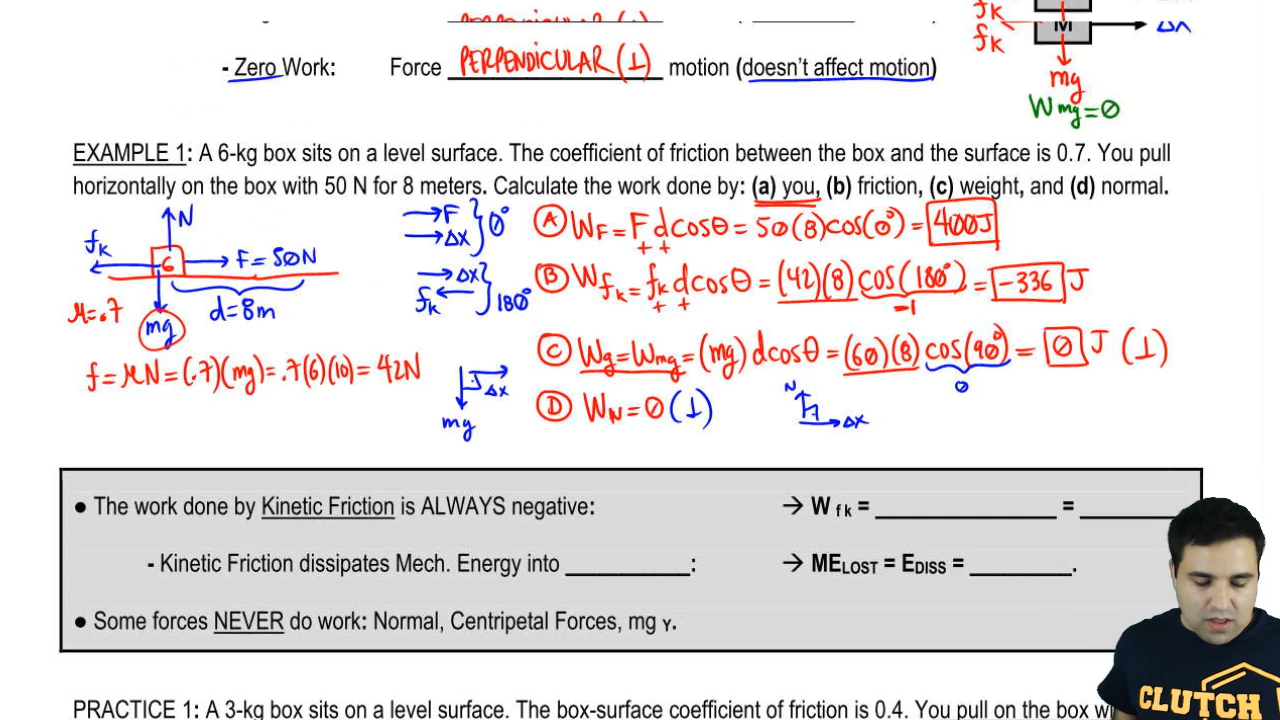 PERPENDICULAR (⊥)
fK
fK M Δx
- Zero Work: Force PERPENDICULAR (⊥) motion (doesn't affect motion)
mg
Wmg=0
EXAMPLE 1: A 6-kg box sits on a level surface. The coefficient of friction between the box and the surface is 0.7. You pull
horizontally on the box with 50 N for 8 meters. Calculate the work done by: (a) you, (b) friction, (c) weight, and (d) normal.
N
fK 6 F = 50N
μ=.7 mg d=8m
f = μN = (.7)(mg) = .7(6)(10) = 42N
F
Δx } 0°
Δx
fK } 180°
mg Δx
Ⓐ WF = F d cosθ = 50(8)cos(0°) = 400J
+ +
Ⓑ Wfk = fk d cosθ = (42)(8) cos(180°) = -336 J
+ + -1
Ⓒ Wg = Wmg = (mg) d cosθ = (60)(8) cos(90°) = 0 J (⊥)
0
Ⓓ WN = 0 (⊥) N Δx
● The work done by Kinetic Friction is ALWAYS negative: → W f k = ____________ = ______
- Kinetic Friction dissipates Mech. Energy into __________: → MELOST = EDISS = ________.
● Some forces NEVER do work: Normal, Centripetal Forces, mg Y.
PRACTICE 1: A 3-kg box sits on a level surface. The box-surface coefficient of friction is 0.4. You pull on the box
CLUTCH